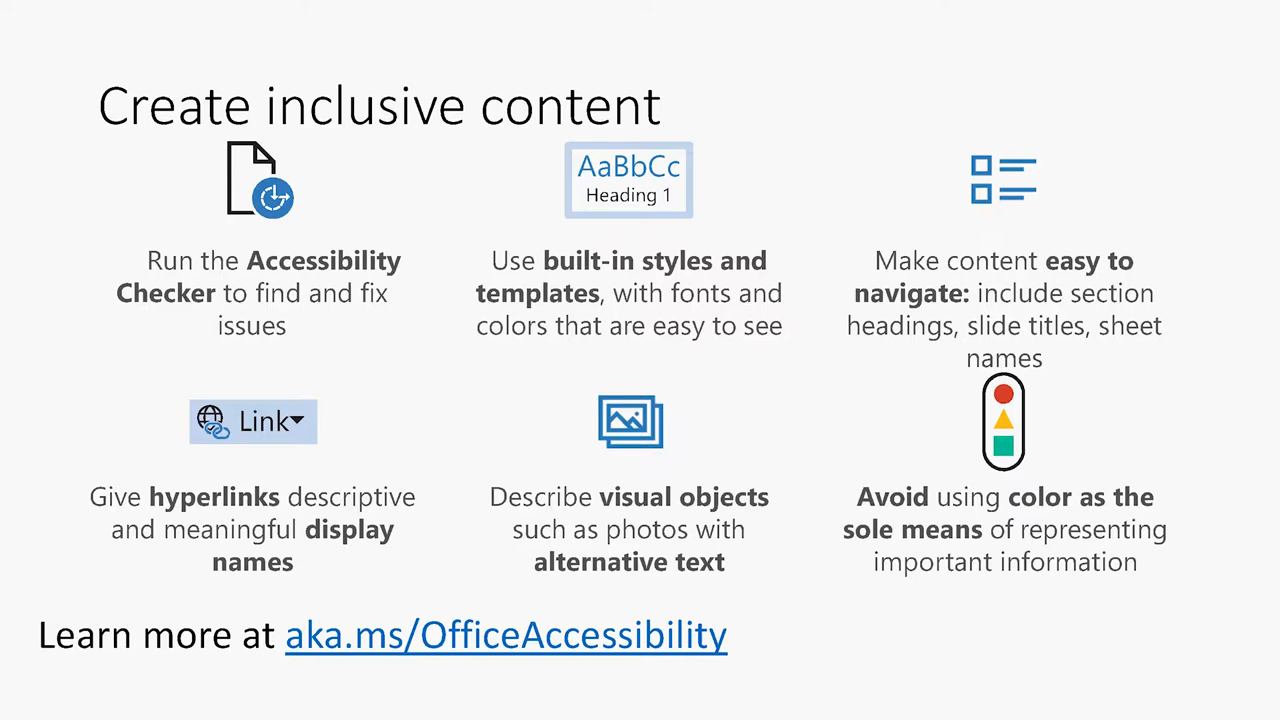 Create inclusive content
AaBbCc
Heading 1
Run the Accessibility
Checker to find and fix
issues
Use built-in styles and
templates, with fonts and
colors that are easy to see
Make content easy to
navigate: include section
headings, slide titles, sheet
names
Link
Give hyperlinks descriptive
and meaningful display
names
Describe visual objects
such as photos with
alternative text
Avoid using color as the
sole means of representing
important information
Learn more at aka.ms/OfficeAccessibility